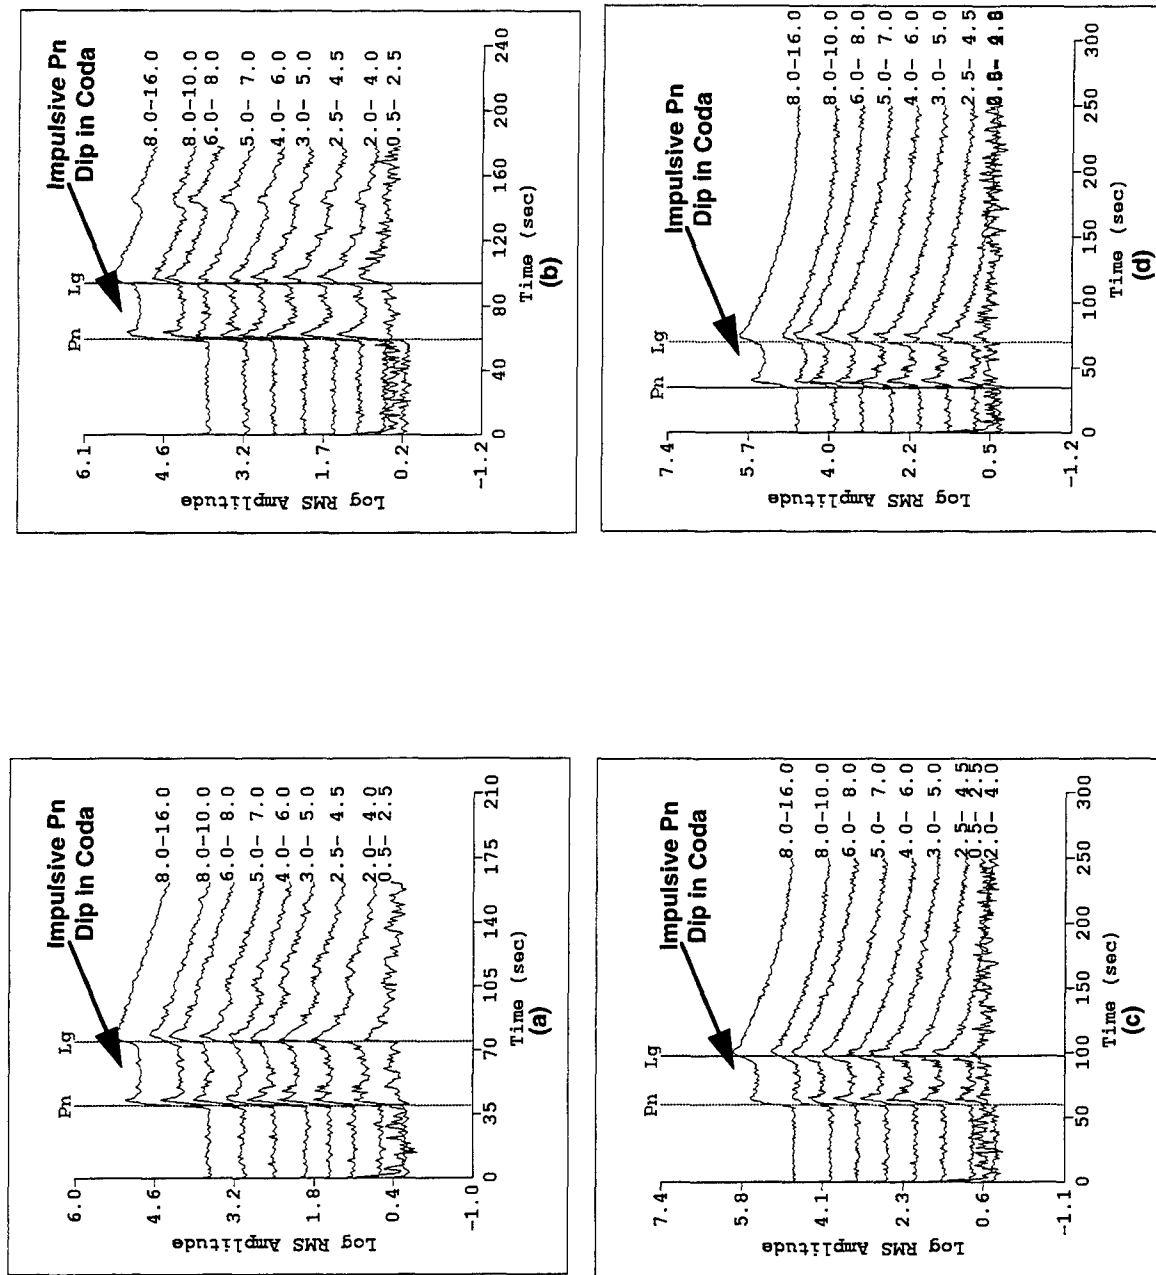 Impulsive Pn
Dip in Coda
Pn
Lg
6.0
4.6
3.2
1.8
0.4
-1.0
Log RMS Amplitude
8.0-16.0
8.0-10.0
6.0- 8.0
5.0- 7.0
4.0- 6.0
3.0- 5.0
2.5- 4.5
2.0- 4.0
0.5- 2.5
0 35 70 105 140 175 210
Time (sec)
(a)
Impulsive Pn
Dip in Coda
Pn
Lg
6.1
4.6
3.2
1.7
0.2
-1.2
Log RMS Amplitude
8.0-16.0
8.0-10.0
6.0- 8.0
5.0- 7.0
4.0- 6.0
3.0- 5.0
2.5- 4.5
2.0- 4.0
0.5- 2.5
0 40 80 120 160 200 240
Time (sec)
(b)
Impulsive Pn
Dip in Coda
Pn
Lg
7.4
5.8
4.1
2.3
0.6
-1.1
Log RMS Amplitude
8.0-16.0
8.0-10.0
6.0- 8.0
5.0- 7.0
4.0- 6.0
3.0- 5.0
2.5- 4.5
0.5- 2.5
2.0- 4.0
0 50 100 150 200 250 300
Time (sec)
(c)
Impulsive Pn
Dip in Coda
Pn
Lg
7.4
5.7
4.0
2.2
0.5
-1.2
Log RMS Amplitude
8.0-16.0
8.0-10.0
6.0- 8.0
5.0- 7.0
4.0- 6.0
3.0- 5.0
2.5- 4.5
0 50 100 150 200 250 300
Time (sec)
(d)